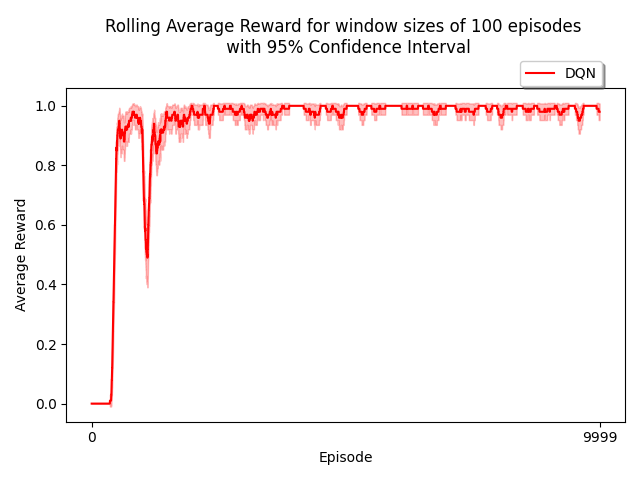 Rolling Average Reward for window sizes of 100 episodes
with 95% Confidence Interval
DQN
1.0
0.8
0.6
0.4
0.2
0.0
Average Reward
0
9999
Episode